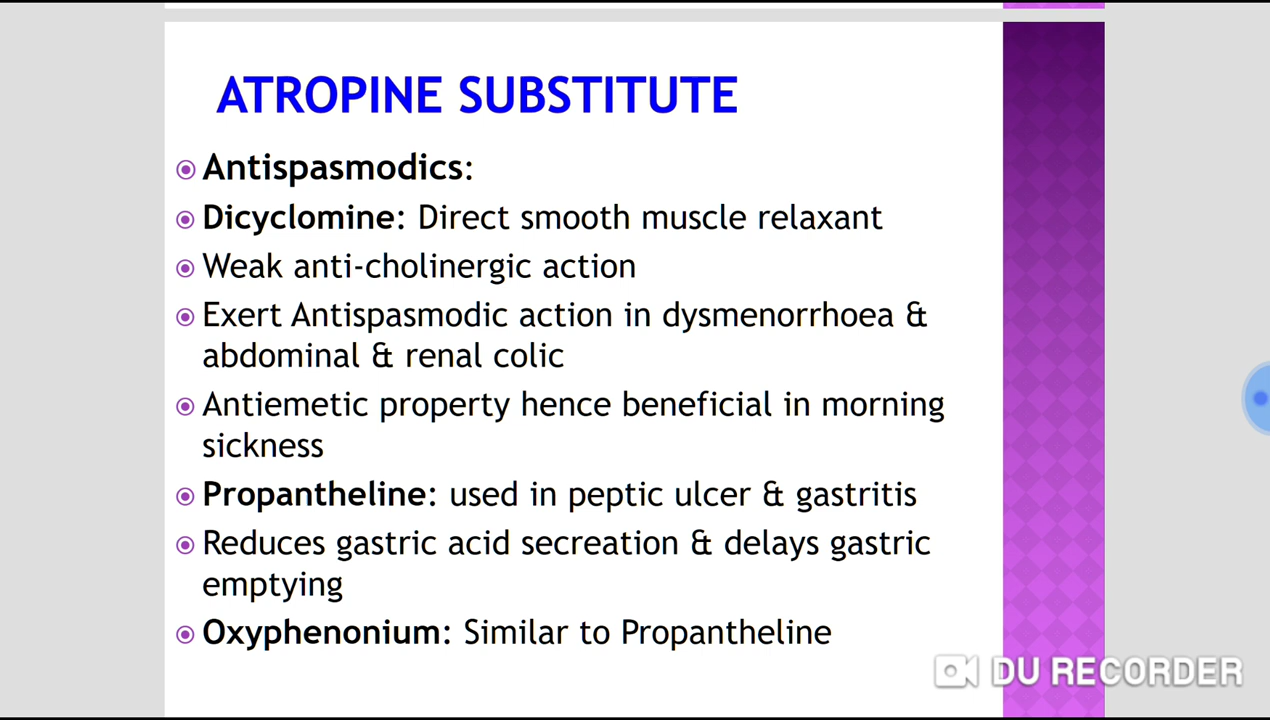 ATROPINE SUBSTITUTE
Antispasmodics:
Dicyclomine: Direct smooth muscle relaxant
Weak anti-cholinergic action
Exert Antispasmodic action in dysmenorrhoea &
abdominal & renal colic
Antiemetic property hence beneficial in morning
sickness
Propantheline: used in peptic ulcer & gastritis
Reduces gastric acid secreation & delays gastric
emptying
Oxyphenonium: Similar to Propantheline
DU RECORDER